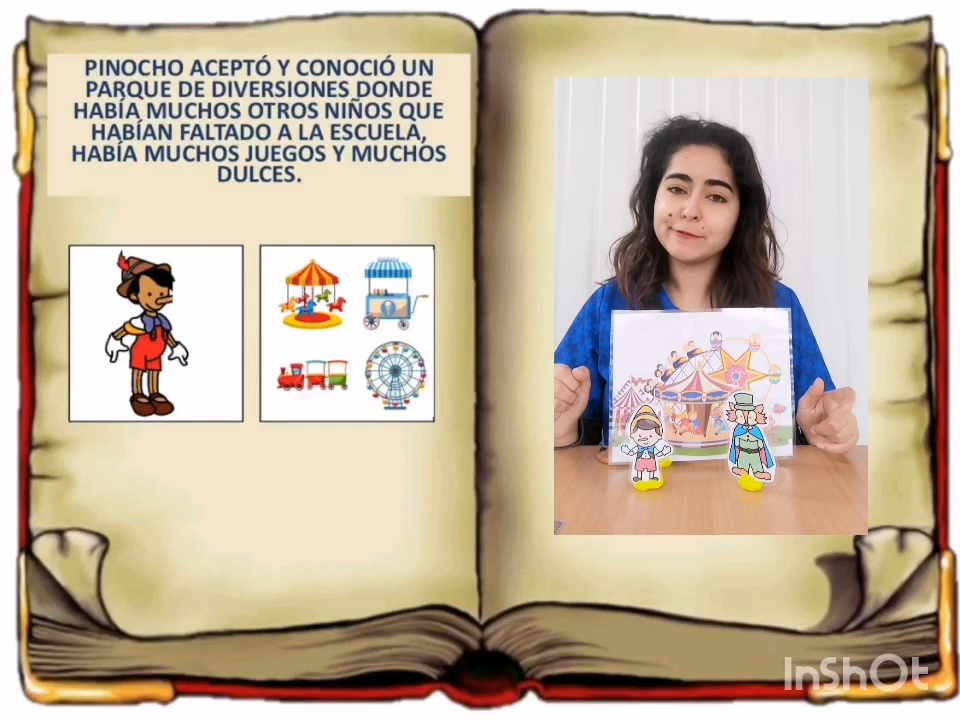 PINOCHO ACEPTÓ Y CONOCIÓ UN
PARQUE DE DIVERSIONES DONDE
HABÍA MUCHOS OTROS NIÑOS QUE
HABÍAN FALTADO A LA ESCUELA,
HABÍA MUCHOS JUEGOS Y MUCHOS
DULCES.
InShOt